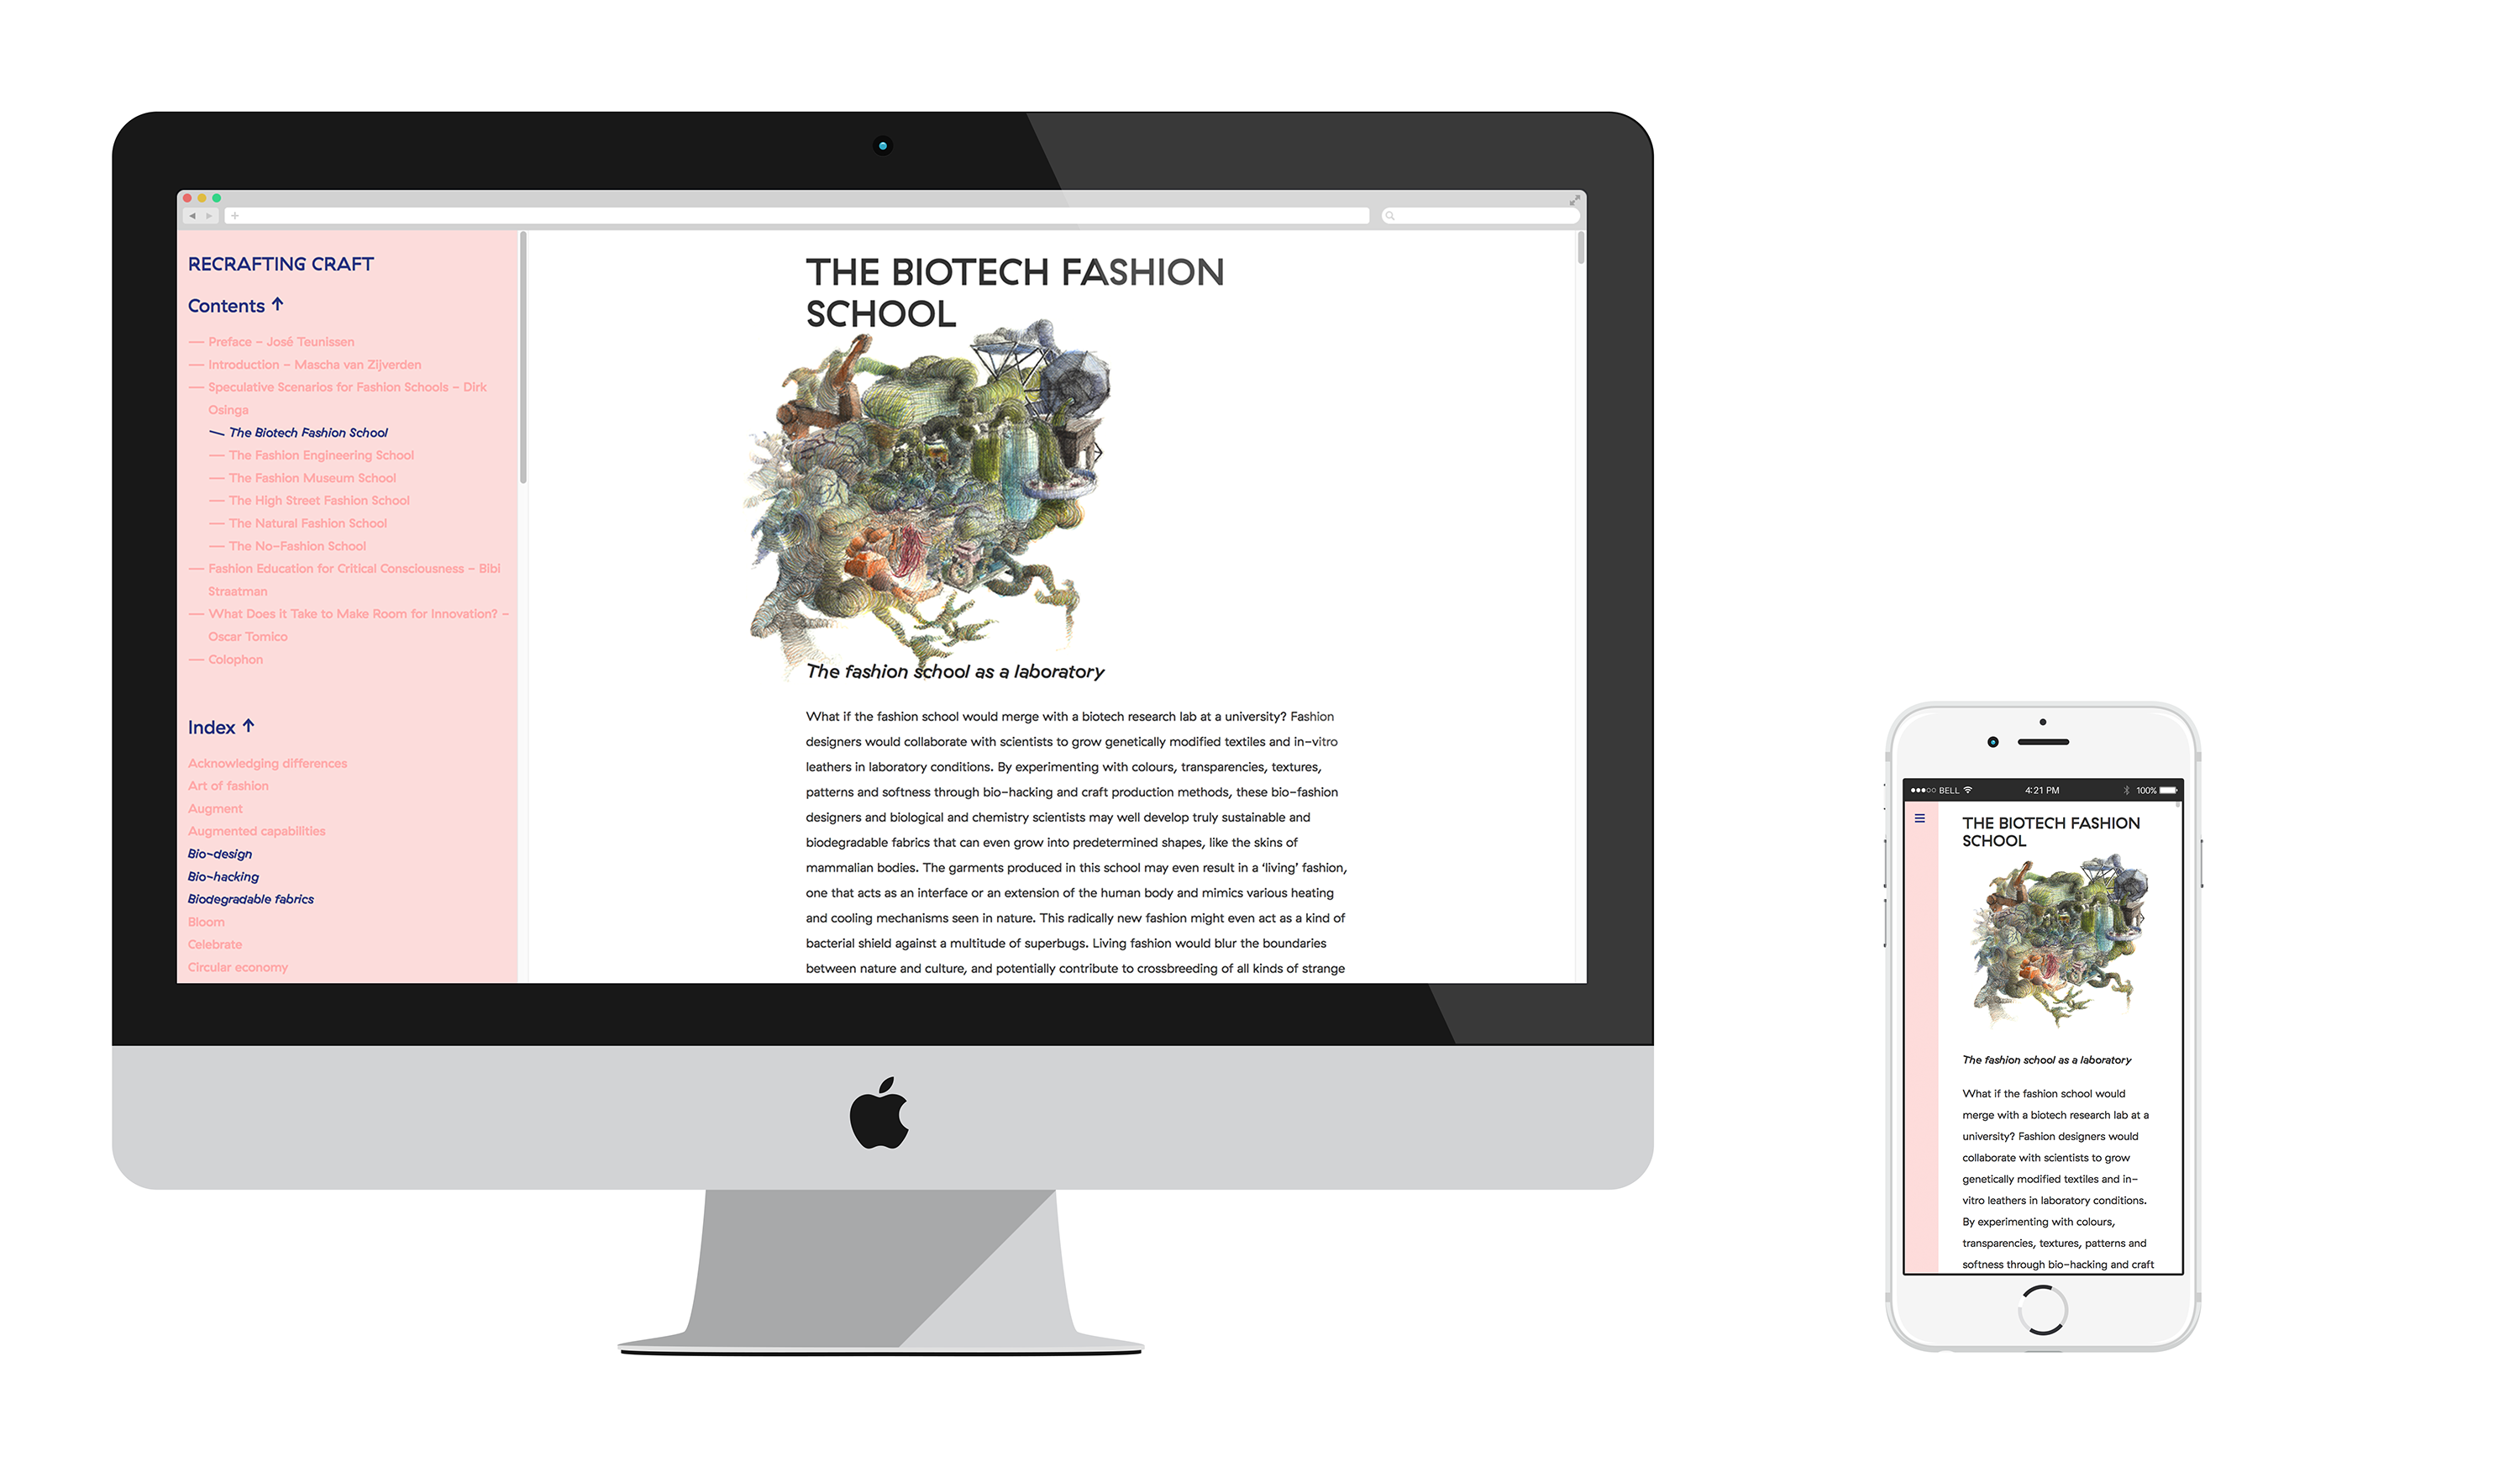 RECRAFTING CRAFT
Contents ↑
— Preface – José Teunissen
— Introduction – Mascha van Zijverden
— Speculative Scenarios for Fashion Schools – Dirk
Osinga
— The Biotech Fashion School
— The Fashion Engineering School
— The Fashion Museum School
— The High Street Fashion School
— The Natural Fashion School
— The No–Fashion School
— Fashion Education for Critical Consciousness – Bibi
Straatman
— What Does it Take to Make Room for Innovation? –
Oscar Tomico
— Colophon
Index ↑
Acknowledging differences
Art of fashion
Augment
Augmented capabilities
Bio-design
Bio-hacking
Biodegradable fabrics
Bloom
Celebrate
Circular economy
THE BIOTECH FASHION
SCHOOL
The fashion school as a laboratory
What if the fashion school would merge with a biotech research lab at a university? Fashion
designers would collaborate with scientists to grow genetically modified textiles and in–vitro
leathers in laboratory conditions. By experimenting with colours, transparencies, textures,
patterns and softness through bio–hacking and craft production methods, these bio–fashion
designers and biological and chemistry scientists may well develop truly sustainable and
biodegradable fabrics that can even grow into predetermined shapes, like the skins of
mammalian bodies. The garments produced in this school may even result in a ‘living’ fashion,
one that acts as an interface or an extension of the human body and mimics various heating
and cooling mechanisms seen in nature. This radically new fashion might even act as a kind of
bacterial shield against a multitude of superbugs. Living fashion would blur the boundaries
between nature and culture, and potentially contribute to crossbreeding of all kinds of strange
BELL 4:21 PM 100%
THE BIOTECH FASHION
SCHOOL
The fashion school as a laboratory
What if the fashion school would
merge with a biotech research lab at a
university? Fashion designers would
collaborate with scientists to grow
genetically modified textiles and in–
vitro leathers in laboratory conditions.
By experimenting with colours,
transparencies, textures, patterns and
softness through bio–hacking and craft